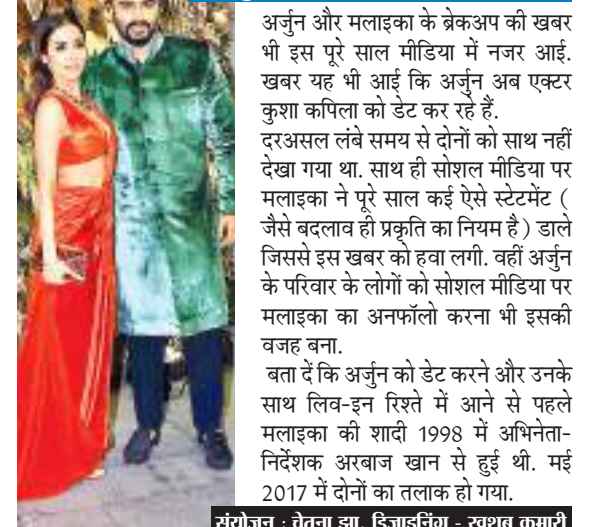 अर्जुन और मलाइका के ब्रेकअप की खबर
भी इस पूरे साल मीडिया में नजर आई.
खबर यह भी आई कि अर्जुन अब एक्टर
कुशा कपिला को डेट कर रहे हैं.
दरअसल लंबे समय से दोनों को साथ नहीं
देखा गया था. साथ ही सोशल मीडिया पर
मलाइका ने पूरे साल कई ऐसे स्टेटमेंट (
जैसे बदलाव ही प्रकृति का नियम है ) डाले
जिससे इस खबर को हवा लगी. वहीं अर्जुन
के परिवार के लोगों को सोशल मीडिया पर
मलाइका का अनफॉलो करना भी इसकी
वजह बना.
बता दें कि अर्जुन को डेट करने और उनके
साथ लिव-इन रिश्ते में आने से पहले
मलाइका की शादी 1998 में अभिनेता-
निर्देशक अरबाज खान से हुई थी. मई
2017 में दोनों का तलाक हो गया.
संयोजन : चेतना झा, डिजाइनिंग - खुशबू कुमारी